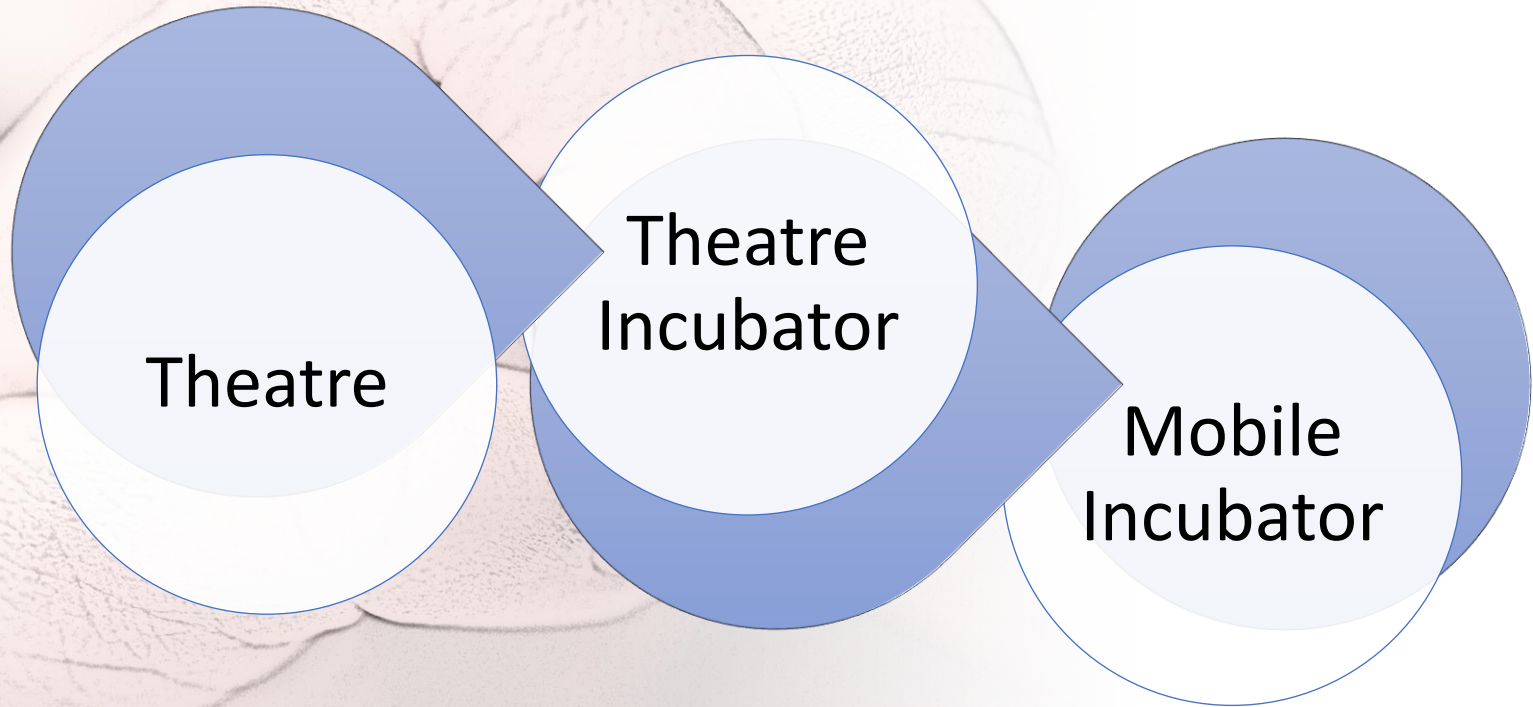 Theatre
Theatre
Incubator
Mobile
Incubator